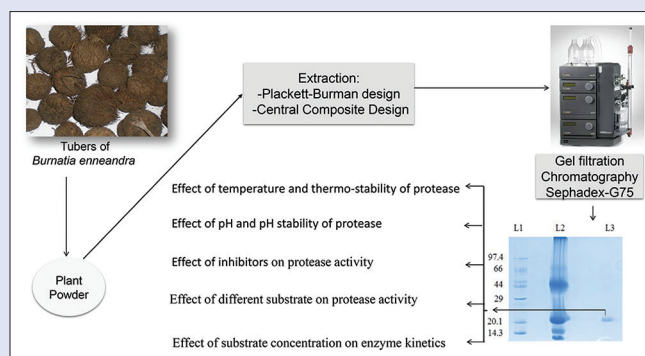 Tubers of
Burnatia enneandra
Plant
Powder
Extraction:
-Plackett-Burman design
-Central Composite Design
Gel filtration
Chromatography
Sephadex-G75
Effect of temperature and thermo-stability of protease
Effect of pH and pH stability of protease
Effect of inhibitors on protease activity
Effect of different substrate on protease activity
Effect of substrate concentration on enzyme kinetics
L1 L2 L3
97.4
66
44
29
20.1
14.3